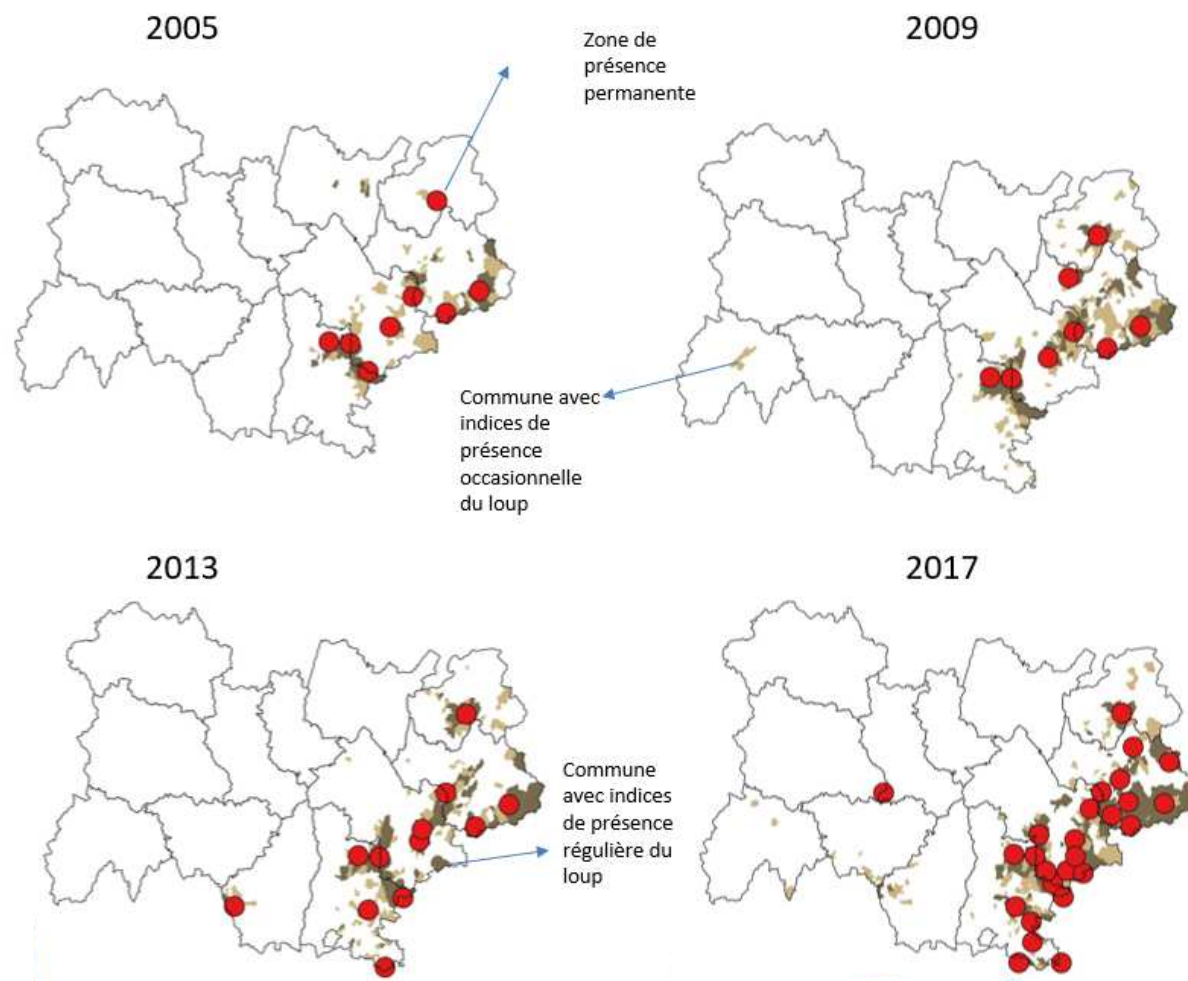 2005
Zone de
présence
permanente
2009
Commune avec
indices de
présence
occasionnelle
du loup
2013
2017
Commune
avec indices
de présence
régulière du
loup